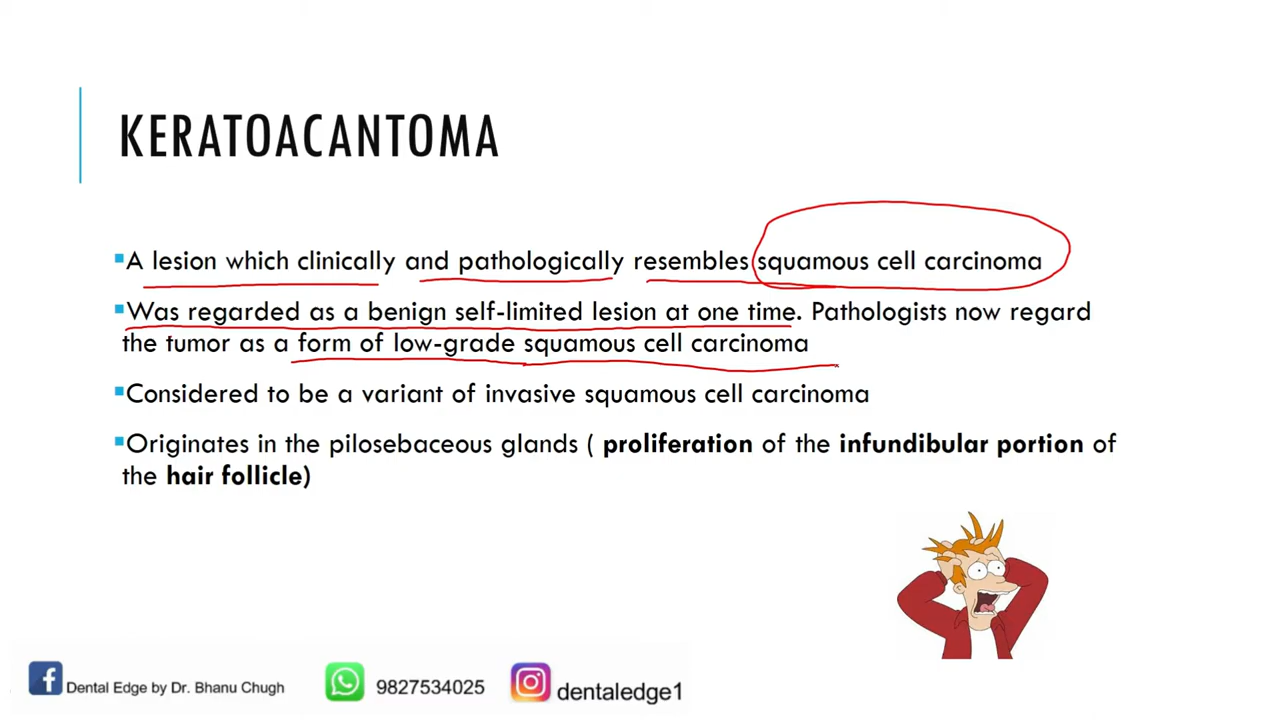 KERATOACANTOMA
▪A lesion which clinically and pathologically resembles squamous cell carcinoma
▪Was regarded as a benign self-limited lesion at one time. Pathologists now regard
the tumor as a form of low-grade squamous cell carcinoma
▪Considered to be a variant of invasive squamous cell carcinoma
▪Originates in the pilosebaceous glands ( proliferation of the infundibular portion of
the hair follicle)
Dental Edge by Dr. Bhanu Chugh 9827534025 dentaledge1